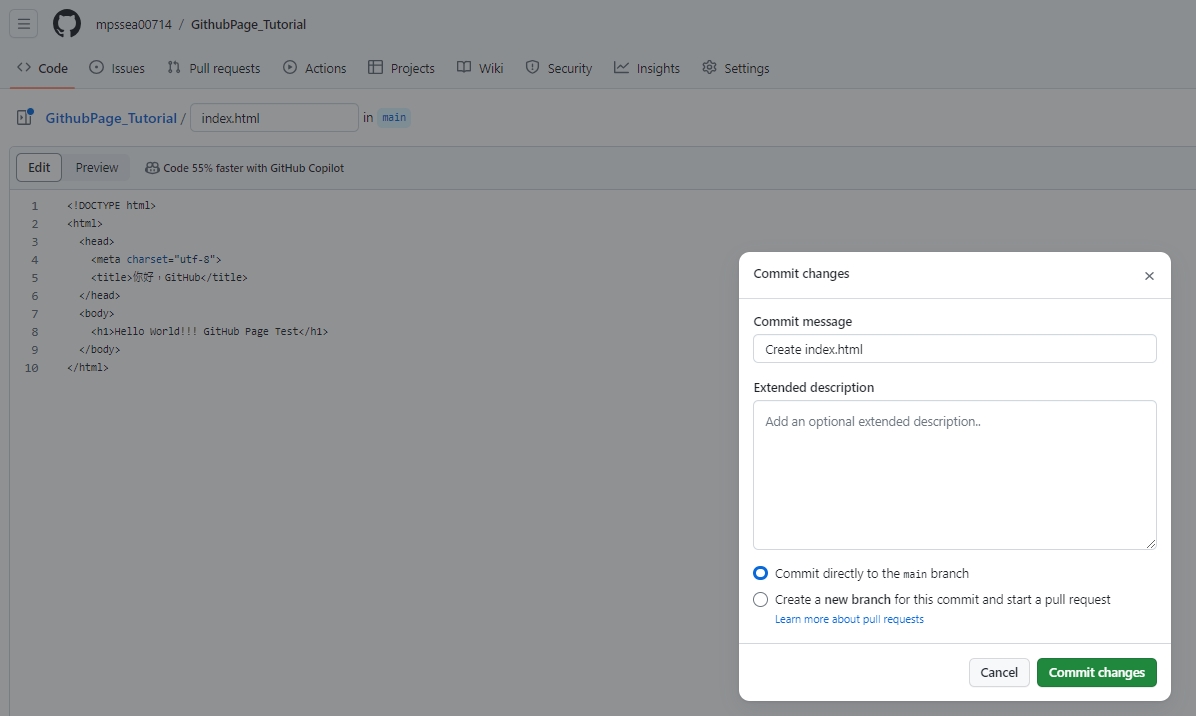 mpssea00714 / GithubPage_Tutorial
Code Issues Pull requests Actions Projects Wiki Security Insights Settings
GithubPage_Tutorial / index.html in main
Edit Preview Code 55% faster with GitHub Copilot
1 <!DOCTYPE html>
2 <html>
3 <head>
4 <meta charset="utf-8">
5 <title>你好，GitHub</title>
6 </head>
7 <body>
8 <h1>Hello World!!! GitHub Page Test</h1>
9 </body>
10 </html>
Commit changes
Commit message
Create index.html
Extended description
Add an optional extended description..
Commit directly to the main branch
Create a new branch for this commit and start a pull request
Learn more about pull requests
Cancel Commit changes